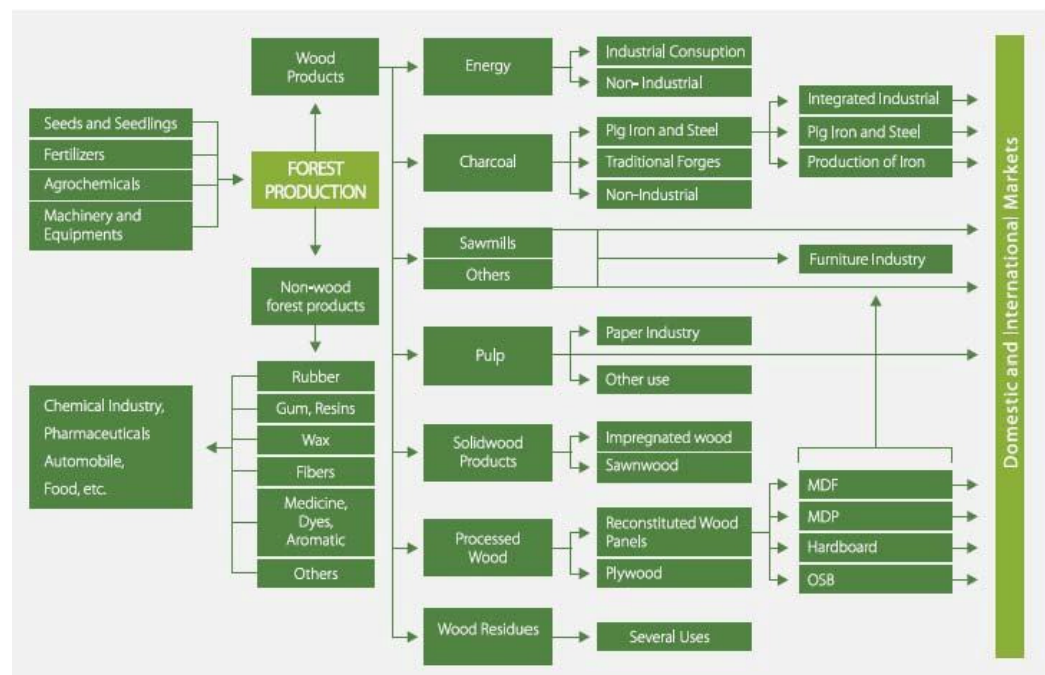 Wood
Products
Energy
Industrial Consuption
Non- Industrial
Seeds and Seedlings
Fertilizers
Agrochemicals
Machinery and
Equipments
FOREST
PRODUCTION
Charcoal
Pig Iron and Steel
Traditional Forges
Non-Industrial
Integrated Industrial
Pig Iron and Steel
Production of Iron
Sawmills
Others
Furniture Industry
Non-wood
forest products
Pulp
Paper Industry
Other use
Rubber
Gum, Resins
Wax
Fibers
Medicine,
Dyes,
Aromatic
Others
Chemical Industry,
Pharmaceuticals
Automobile,
Food, etc.
Solidwood
Products
Impregnated wood
Sawnwood
Processed
Wood
Reconstituted Wood
Panels
Plywood
MDF
MDP
Hardboard
OSB
Wood Residues
Several Uses
Domestic and International Markets